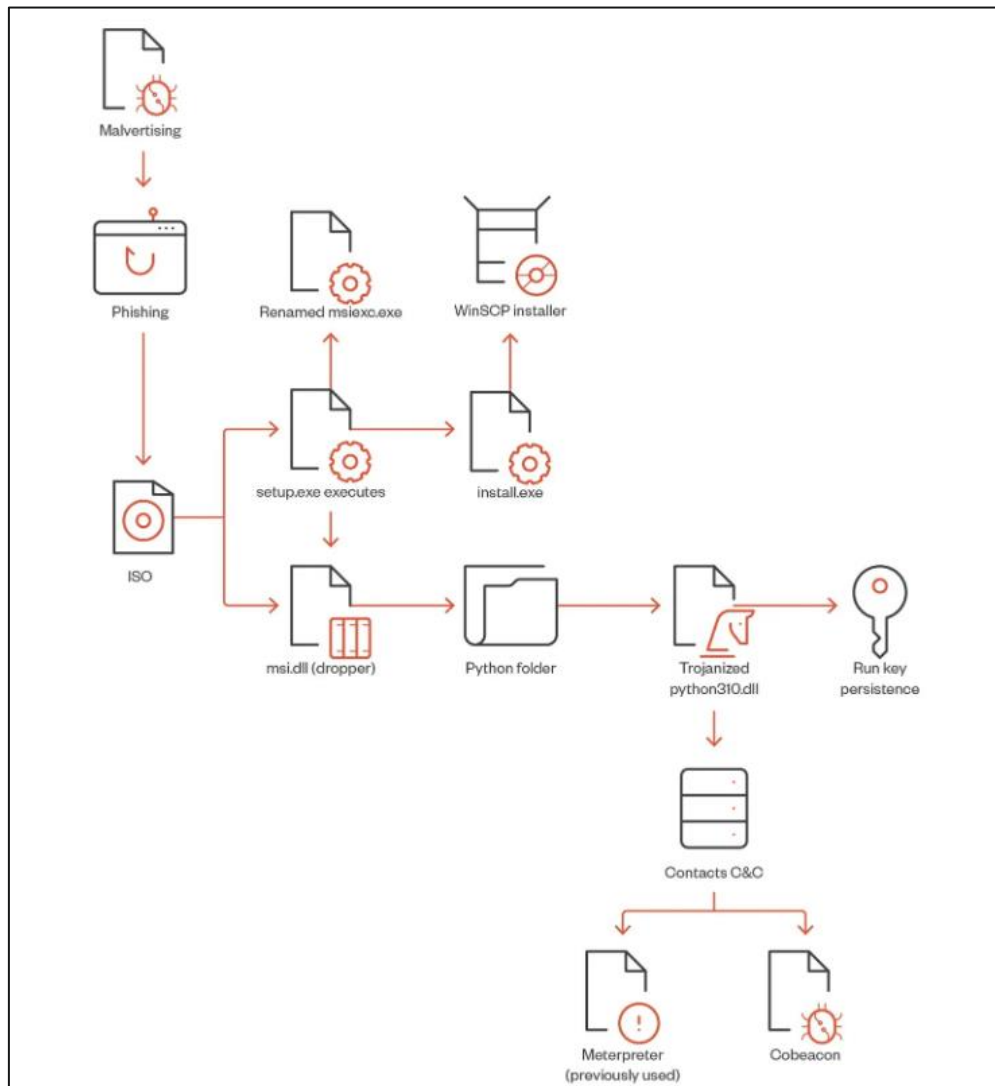 Malvertising
Phishing
Renamed msiexc.exe
WinSCP installer
ISO
setup.exe executes
install.exe
msi.dll (dropper)
Python folder
Trojanized
python310.dll
Run key
persistence
Contacts C&C
Meterpreter
(previously used)
Cobeacon